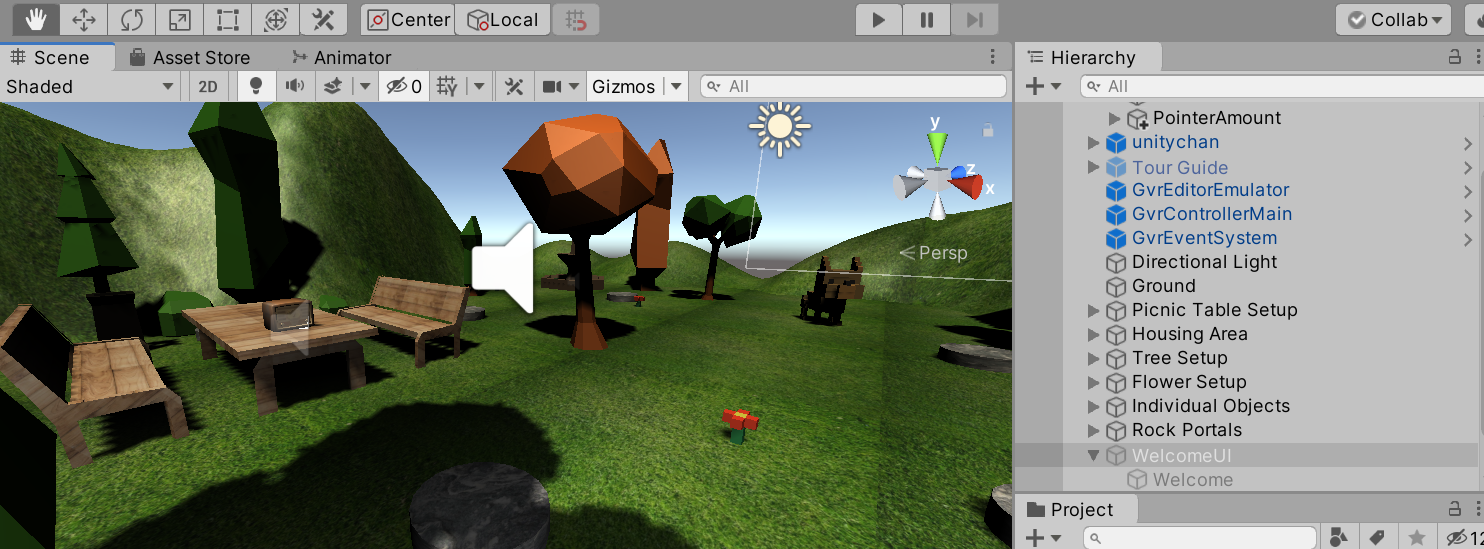 Center
Local
Collab
Scene
Asset Store
Animator
Hierarchy
Shaded
2D
0
Gizmos
All
All
y
z
x
Persp
PointerAmount
unitychan
Tour Guide
GvrEditorEmulator
GvrControllerMain
GvrEventSystem
Directional Light
Ground
Picnic Table Setup
Housing Area
Tree Setup
Flower Setup
Individual Objects
Rock Portals
WelcomeUI
Welcome
Project